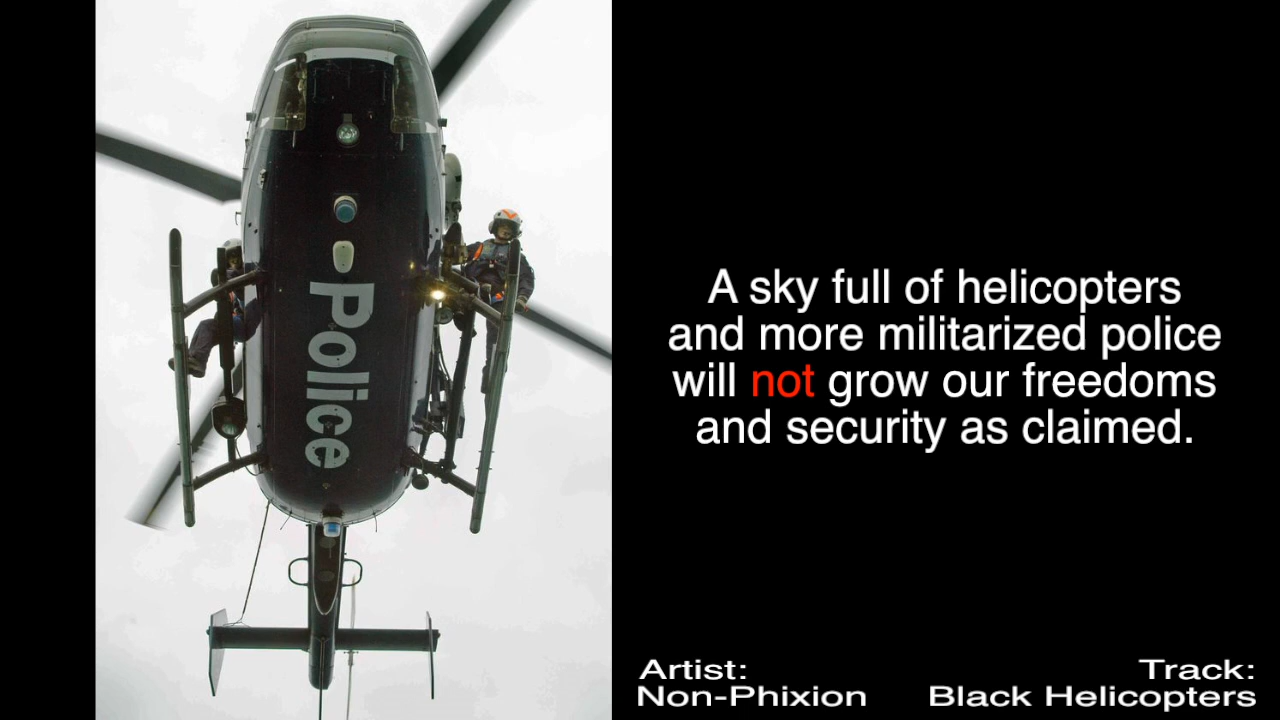 Police
A sky full of helicopters
and more militarized police
will not grow our freedoms
and security as claimed.
Artist:
Non-Phixion
Track:
Black Helicopters